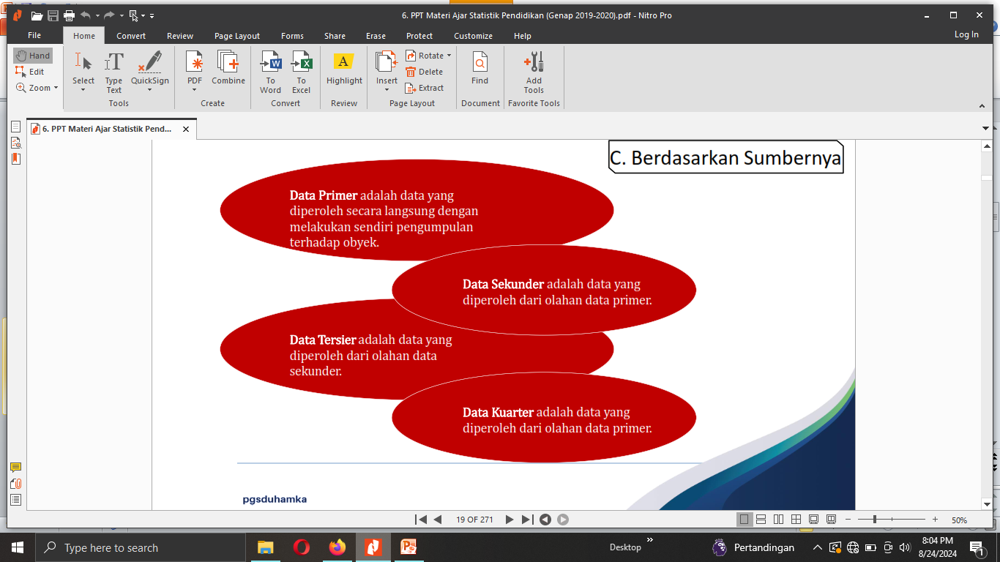 6. PPT Materi Ajar Statistik Pendidikan (Genap 2019-2020).pdf - Nitro Pro
File Home Convert Review Page Layout Forms Share Erase Protect Customize Help Log In
Hand
Edit
Zoom
Select
Type Text
QuickSign
Tools
PDF
Combine
Create
To Word
To Excel
Convert
Highlight
Review
Insert
Rotate
Delete
Extract
Page Layout
Find
Document
Add Tools
Favorite Tools
6. PPT Materi Ajar Statistik Pend...
C. Berdasarkan Sumbernya
Data Primer adalah data yang
diperoleh secara langsung dengan
melakukan sendiri pengumpulan
terhadap obyek.
Data Sekunder adalah data yang
diperoleh dari olahan data primer.
Data Tersier adalah data yang
diperoleh dari olahan data
sekunder.
Data Kuarter adalah data yang
diperoleh dari olahan data primer.
pgsduhamka
19 OF 271
50%
Type here to search
Desktop
Pertandingan
8:04 PM
8/24/2024
1